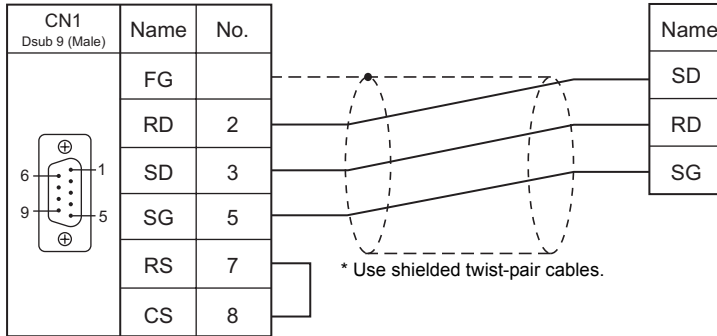 CN1
Dsub 9 (Male)
Name
No.
Name
FG
SD
RD
2
RD
SD
3
SG
SG
5
RS
7
CS
8
6
1
9
5
* Use shielded twist-pair cables.